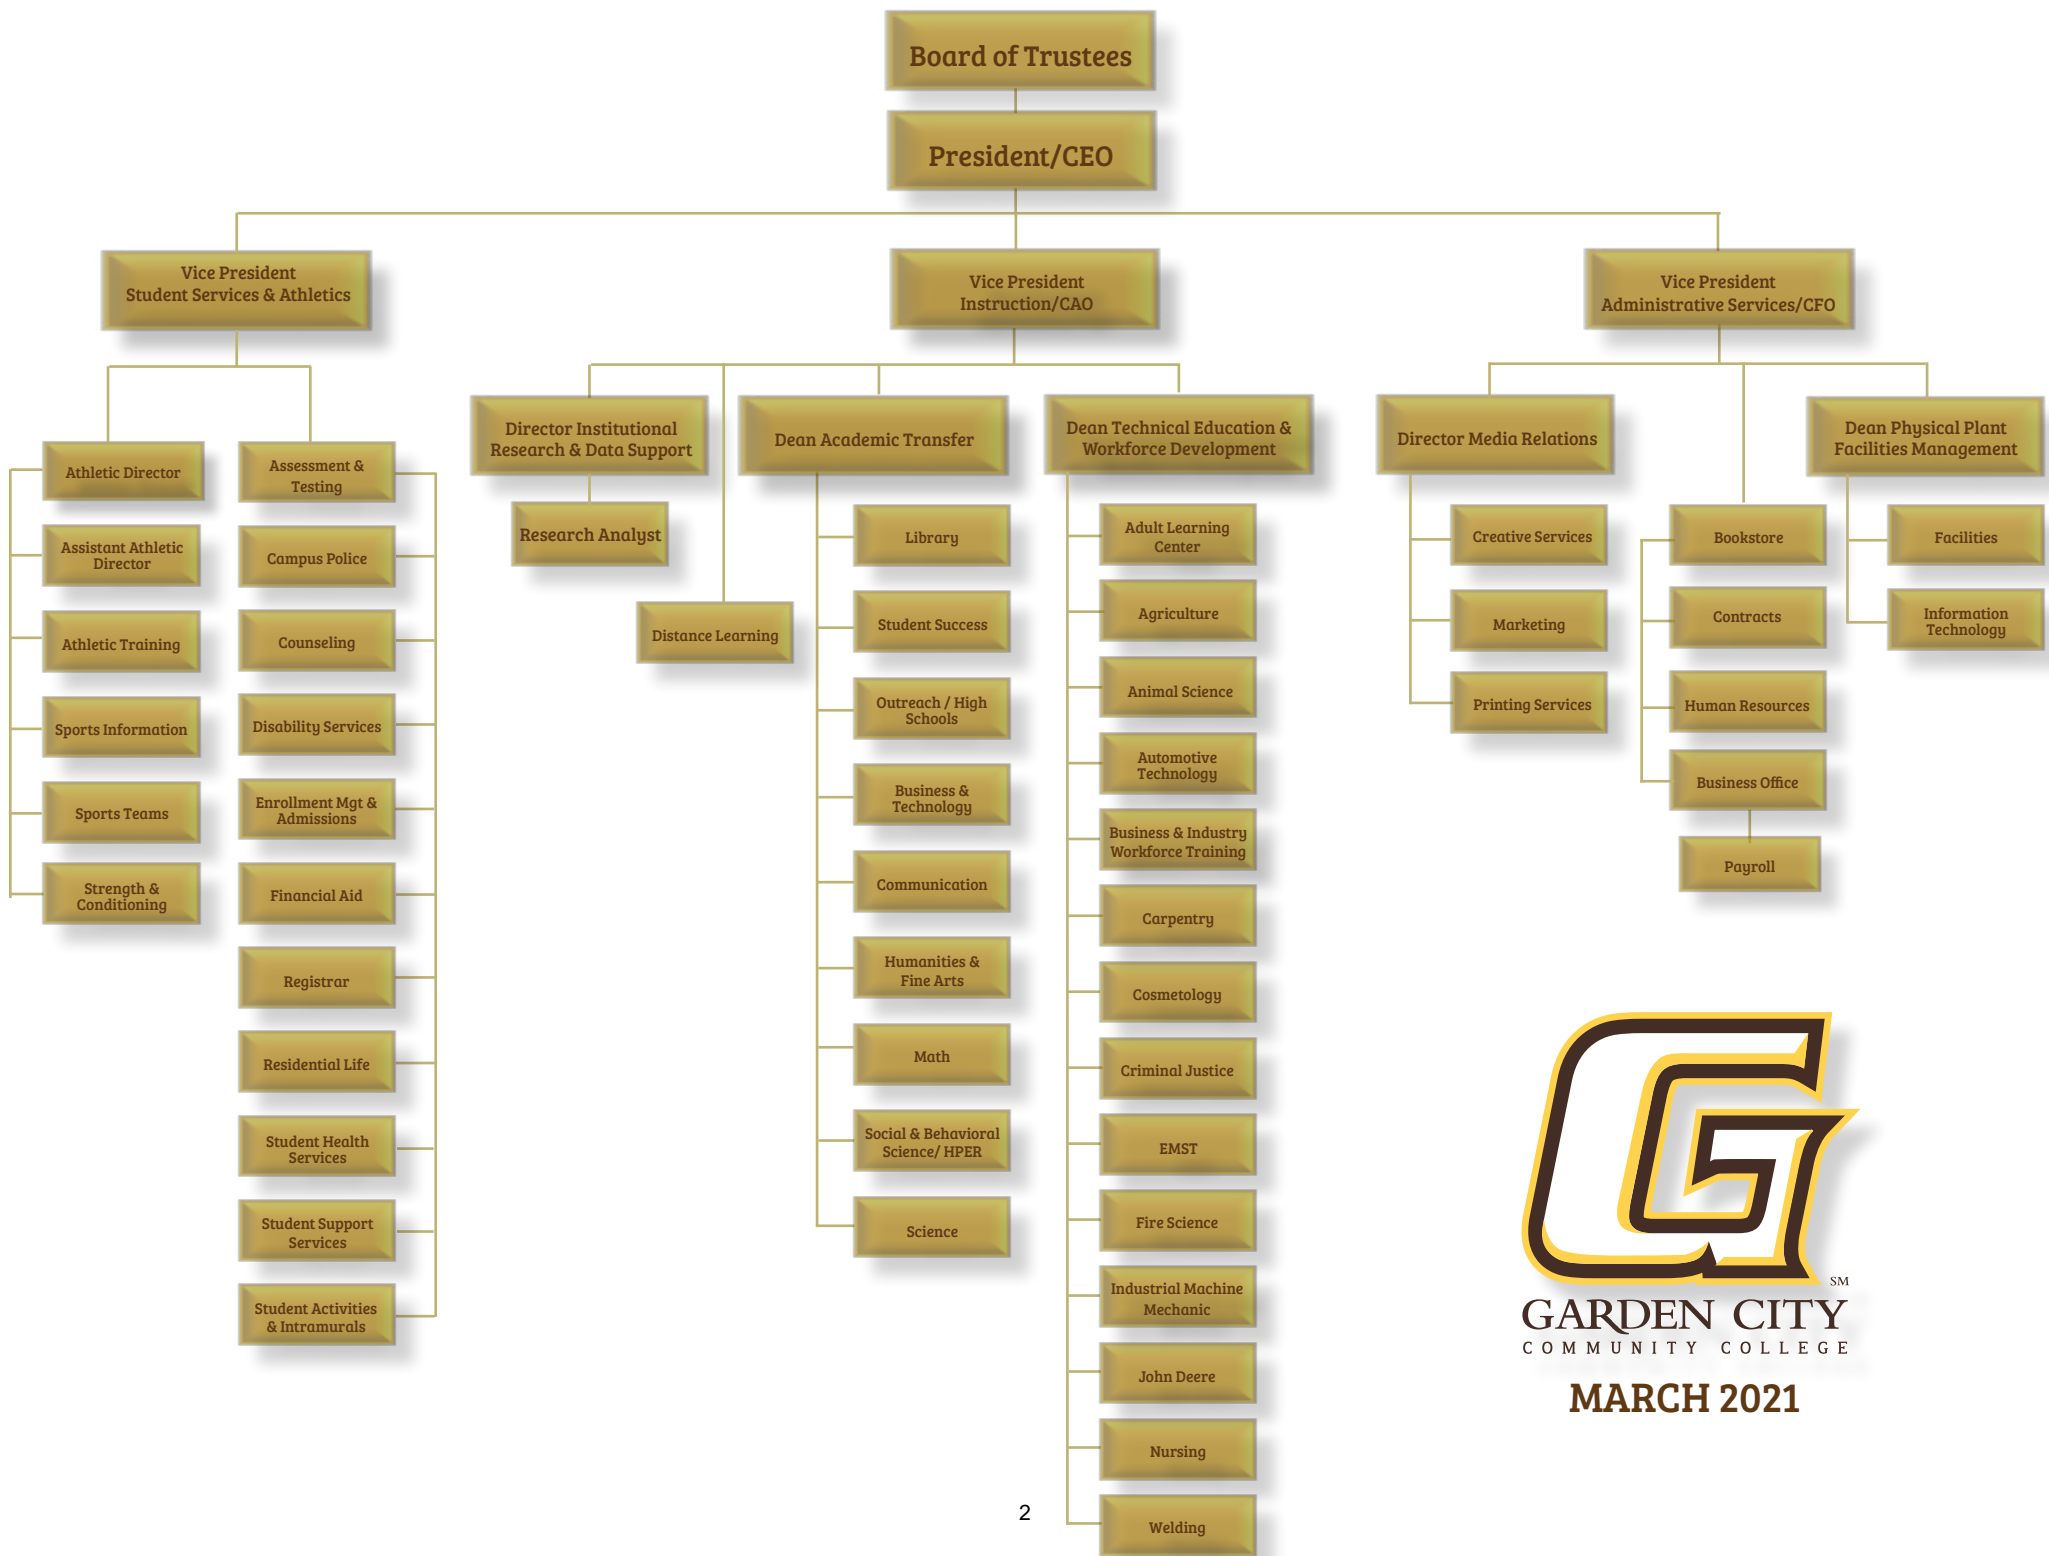 Board of Trustees
President/CEO
Vice President
Student Services & Athletics
Vice President
Instruction/CAO
Vice President
Administrative Services/CFO
Athletic Director
Assistant Athletic
Director
Athletic Training
Sports Information
Sports Teams
Strength &
Conditioning
Assessment &
Testing
Campus Police
Counseling
Disability Services
Enrollment Mgt &
Admissions
Financial Aid
Registrar
Residential Life
Student Health
Services
Student Support
Services
Student Activities
& Intramurals
Director Institutional
Research & Data Support
Research Analyst
Distance Learning
Dean Academic Transfer
Library
Student Success
Outreach / High
Schools
Business &
Technology
Communication
Humanities &
Fine Arts
Math
Social & Behavioral
Science/ HPER
Science
Dean Technical Education &
Workforce Development
Adult Learning
Center
Agriculture
Animal Science
Automotive
Technology
Business & Industry
Workforce Training
Carpentry
Cosmetology
Criminal Justice
EMST
Fire Science
Industrial Machine
Mechanic
John Deere
Nursing
Welding
Director Media Relations
Creative Services
Marketing
Printing Services
Bookstore
Contracts
Human Resources
Business Office
Payroll
Dean Physical Plant
Facilities Management
Facilities
Information
Technology
SM
GARDEN CITY
COMMUNITY COLLEGE
MARCH 2021
2